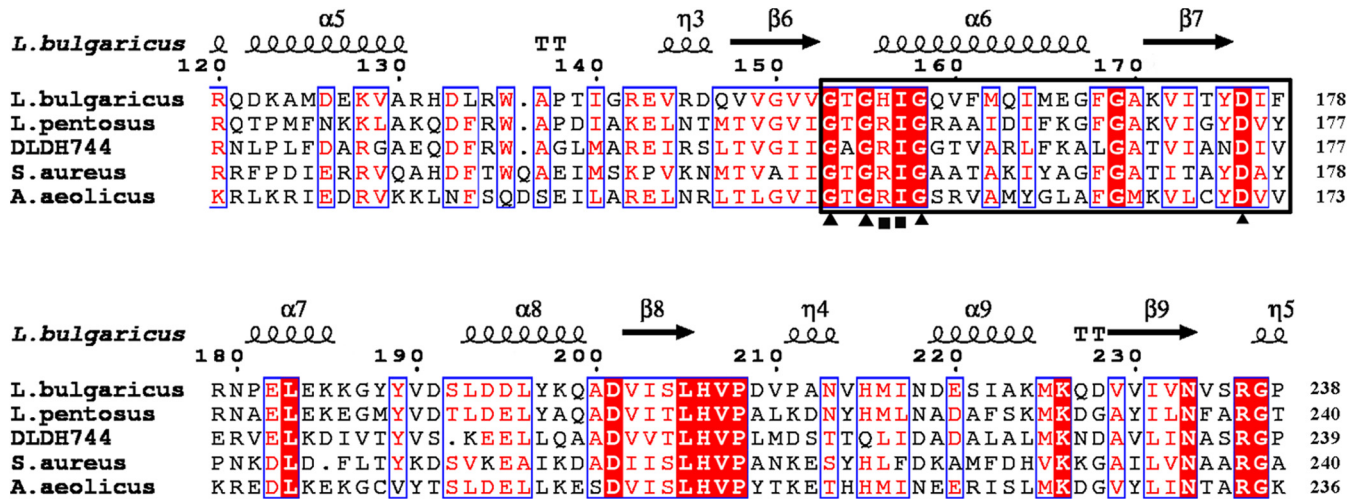 α5 η3 β6 α6 β7
L.bulgaricus TT
120 130 140 150 160 170
L.bulgaricus RQDKAMDEKVARHDLRW.APTIGREVRDQVVGVVGTGHIGQVFMQIMEGFGAKVITYDIF 178
L.pentosus RQTPMFNKKLAKQDFRW.APDIAKELNTMTVGVIGTGRIGRAAIDIFKGFGAKVIGYDVY 177
DLDH744 RNLPLFDARGAEQDFRW.AGLMAREIRSLTVGIIGAGRIGGTVARLFKALGATVIANDIV 177
S.aureus RRFPDIERRVQAHDFTWQAEIMSKPVKNMTVAIIGTGRIGAATAKIYAGFGATITAYDAY 178
A.aeolicus KRLKRIEDRVKKLNFSQDSEILARELNRLTLGVIGTGRIGSRVAMYGLAFGMKVLCYDVV 173
α7 α8 β8 η4 α9 β9 η5
L.bulgaricus TT
180 190 200 210 220 230
L.bulgaricus RNPELEKKGYYVDSLDDLYKQADVISLHVPDVPANVHMINDESIAKMKQDVVIVNVSRGP 238
L.pentosus RNAELEKEGMYVDTLDELYAQADVITLHVPALKDNYHMLNADAFSKMKDGAYILNFARGT 240
DLDH744 ERVELKDIVTYVS.KEELLQAADVVTLHVPLMDSTTQLIDADALALMKNDAVLINASRGP 239
S.aureus PNKDLD.FLTYKDSVKEAIKDADIISLHVPANKESYHLFDKAMFDHVKKGAILVNAARGA 240
A.aeolicus KREDLKEKGCVYTSLDELLKESDVISLHVPYTKETHHMINEERISLMKDGVYLINTARGK 236